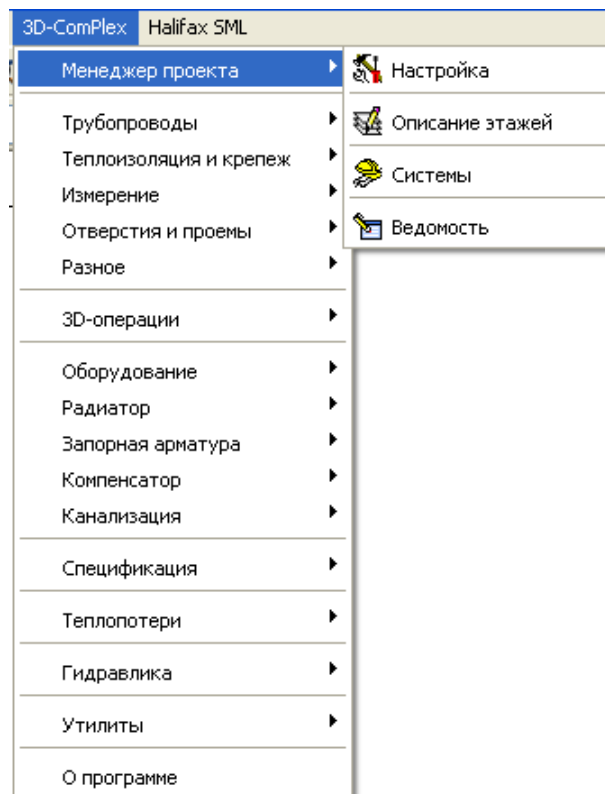 3D-ComPlex Halifax SML
Менеджер проекта
Настройка
Трубопроводы
Описание этажей
Теплоизоляция и крепеж
Системы
Измерение
Отверстия и проемы
Ведомость
Разное
3D-операции
Оборудование
Радиатор
Запорная арматура
Компенсатор
Канализация
Спецификация
Теплопотери
Гидравлика
Утилиты
О программе